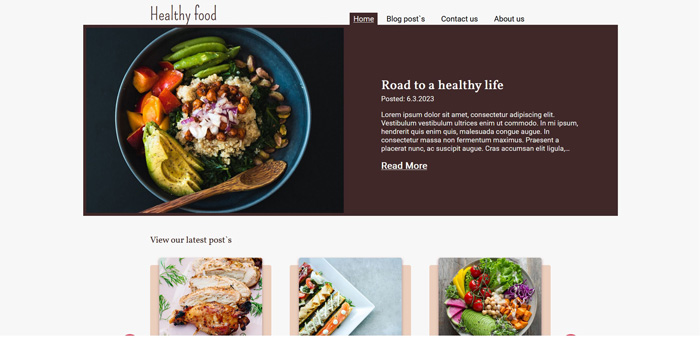 Healthy food
Home Blog post`s Contact us About us
Road to a healthy life
Posted: 6.3.2023
Lorem ipsum dolor sit amet, consectetur adipiscing elit.
Vestibulum vestibulum ultrices enim ut commodo. In mi ipsum,
hendrerit quis enim quis, malesuada congue augue. In
consectetur massa non fermentum maximus. Praesent a
placerat nunc, ac suscipit augue. Cras accumsan elit ligula,...
Read More
View our latest post`s